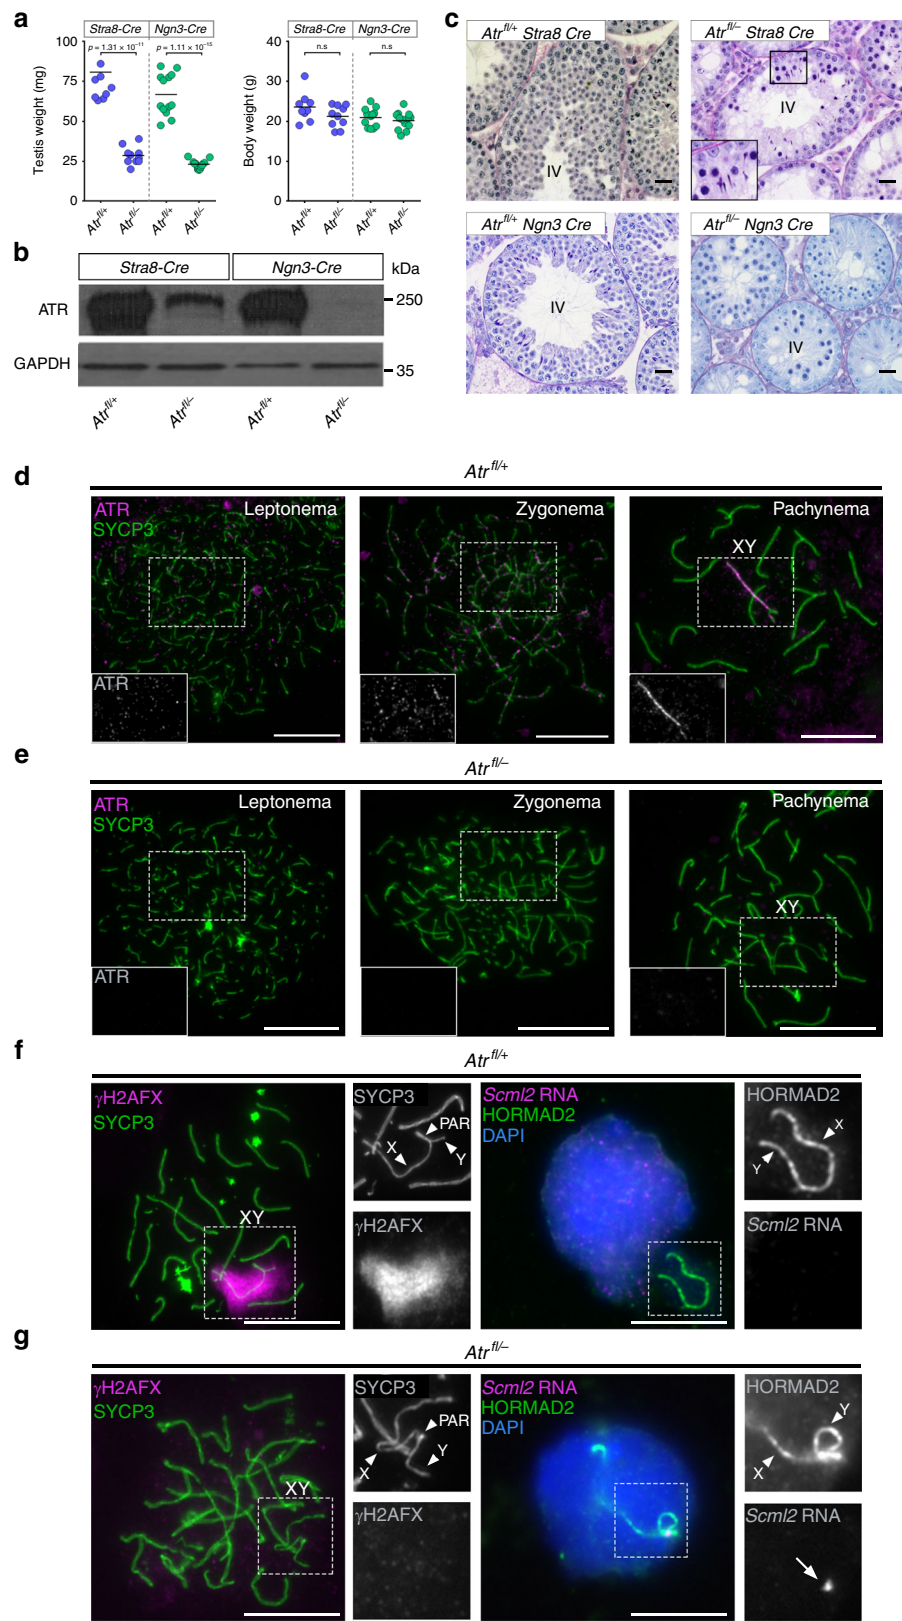 a
Stra8-Cre Ngn3-Cre
p = 1.31 × 10⁻¹¹ p = 1.11 × 10⁻¹⁵
Testis weight (mg)
100
75
50
25
0
Atr fl/+ Atr fl/– Atr fl/+ Atr fl/–
Stra8-Cre Ngn3-Cre
n.s n.s
Body weight (g)
40
30
20
10
0
Atr fl/+ Atr fl/– Atr fl/+ Atr fl/–
b
Stra8-Cre Ngn3-Cre kDa
ATR 250
GAPDH 35
Atr fl/+ Atr fl/– Atr fl/+ Atr fl/–
c
Atr fl/+ Stra8 Cre
IV
Atr fl/– Stra8 Cre
IV
Atr fl/+ Ngn3 Cre
IV
Atr fl/– Ngn3 Cre
IV
d
Atr fl/+
ATR
SYCP3
Leptonema
ATR
Zygonema
Pachynema
XY
e
Atr fl/–
ATR
SYCP3
Leptonema
ATR
Zygonema
Pachynema
XY
f
Atr fl/+
γH2AFX
SYCP3
XY
SYCP3
PAR
X
Y
γH2AFX
Scml2 RNA
HORMAD2
DAPI
HORMAD2
X
Y
Scml2 RNA
g
Atr fl/–
γH2AFX
SYCP3
XY
SYCP3
PAR
Y
X
γH2AFX
Scml2 RNA
HORMAD2
DAPI
HORMAD2
Y
X
Scml2 RNA